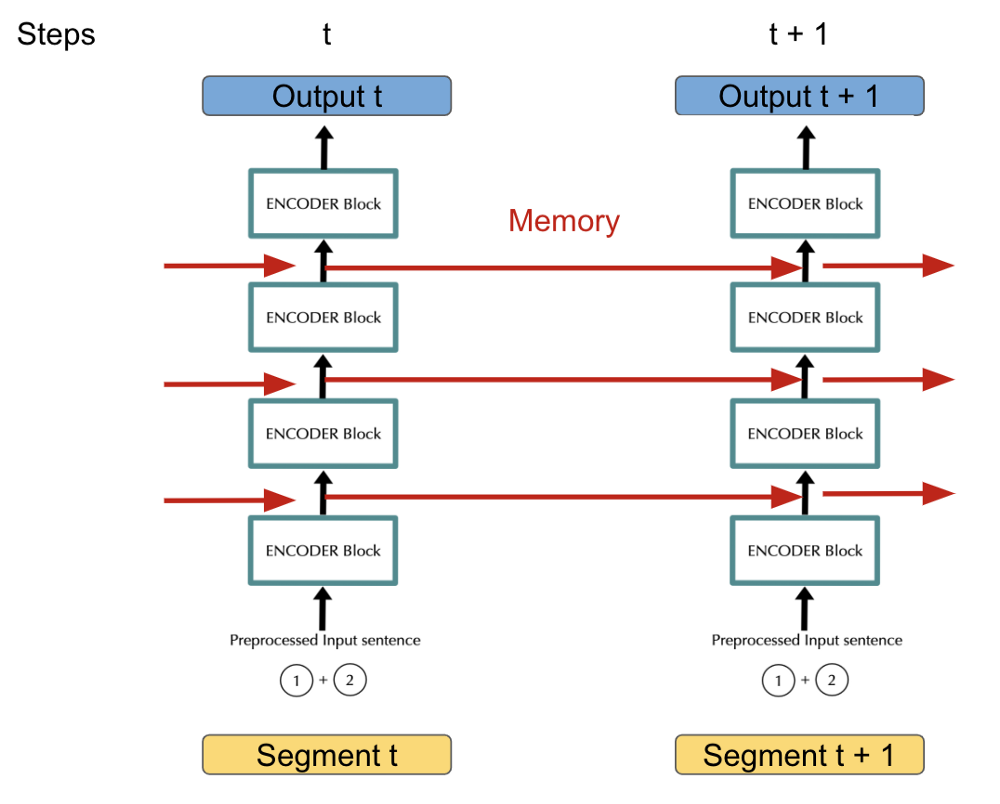 Steps t t + 1
Output t Output t + 1
ENCODER Block ENCODER Block
Memory
ENCODER Block ENCODER Block
ENCODER Block ENCODER Block
ENCODER Block ENCODER Block
Preprocessed Input sentence Preprocessed Input sentence
1 + 2 1 + 2
Segment t Segment t + 1